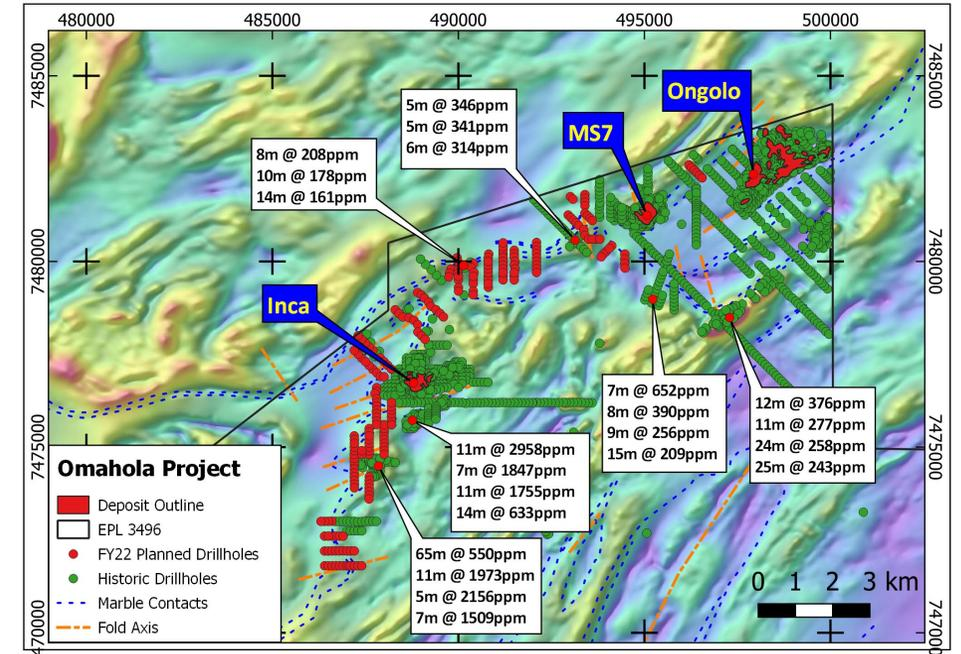 480000 485000 490000 495000 500000
7485000
7485000
Ongolo
5m @ 346ppm
5m @ 341ppm
6m @ 314ppm
MS7
8m @ 208ppm
10m @ 178ppm
14m @ 161ppm
7480000
7480000
Inca
7m @ 652ppm
8m @ 390ppm
9m @ 256ppm
15m @ 209ppm
12m @ 376ppm
11m @ 277ppm
24m @ 258ppm
25m @ 243ppm
11m @ 2958ppm
7m @ 1847ppm
11m @ 1755ppm
14m @ 633ppm
7475000
7475000
65m @ 550ppm
11m @ 1973ppm
5m @ 2156ppm
7m @ 1509ppm
Omahola Project
Deposit Outline
EPL 3496
FY22 Planned Drillholes
Historic Drillholes
Marble Contacts
Fold Axis
0 1 2 3 km
7470000
7470000